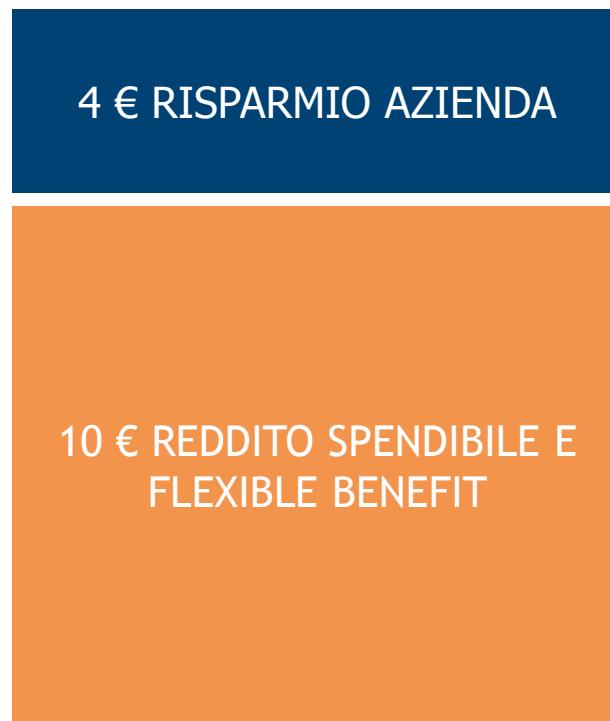 4 € RISPARMIO AZIENDA
10 € REDDITO SPENDIBILE E
FLEXIBLE BENEFIT